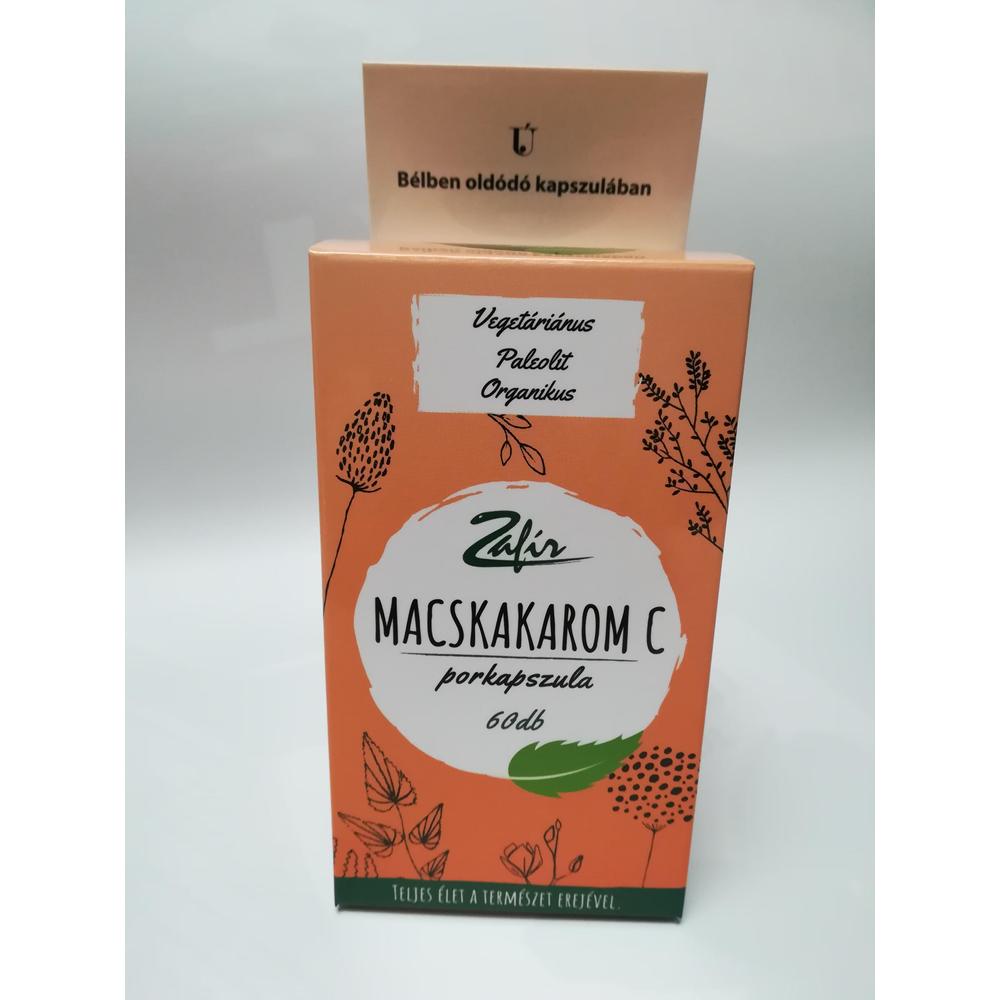 Ú
Bélben oldódó kapszulában
Vegetáriánus
Paleolit
Organikus
Zafír
MACSKAKAROM C
porkapszula
60db
TELJES ÉLET A TERMÉSZET EREJÉVEL.